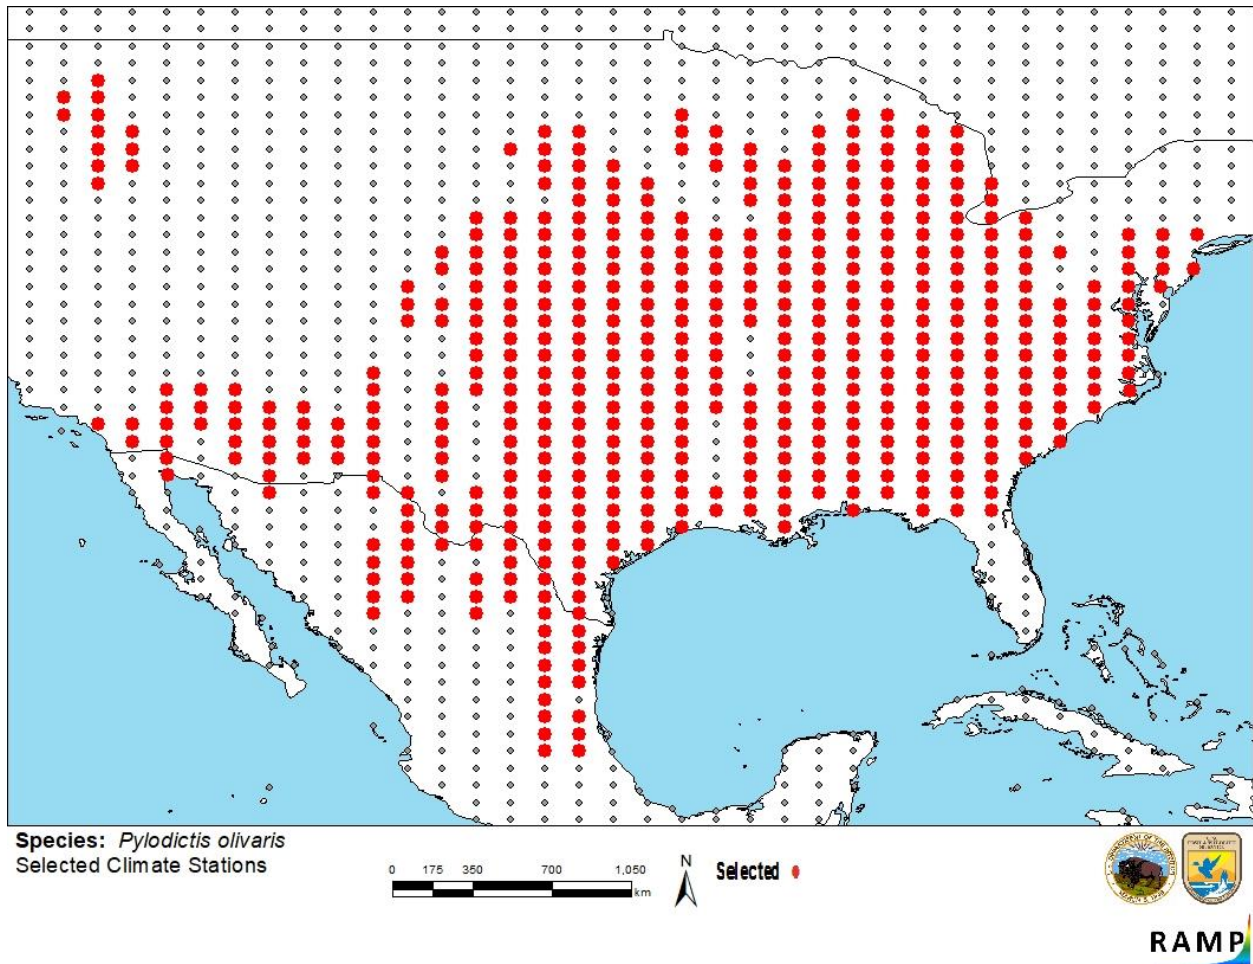 Species: Pylodictis olivaris
Selected Climate Stations
0 175 350 700 1,050
km
N
Selected
RAMP